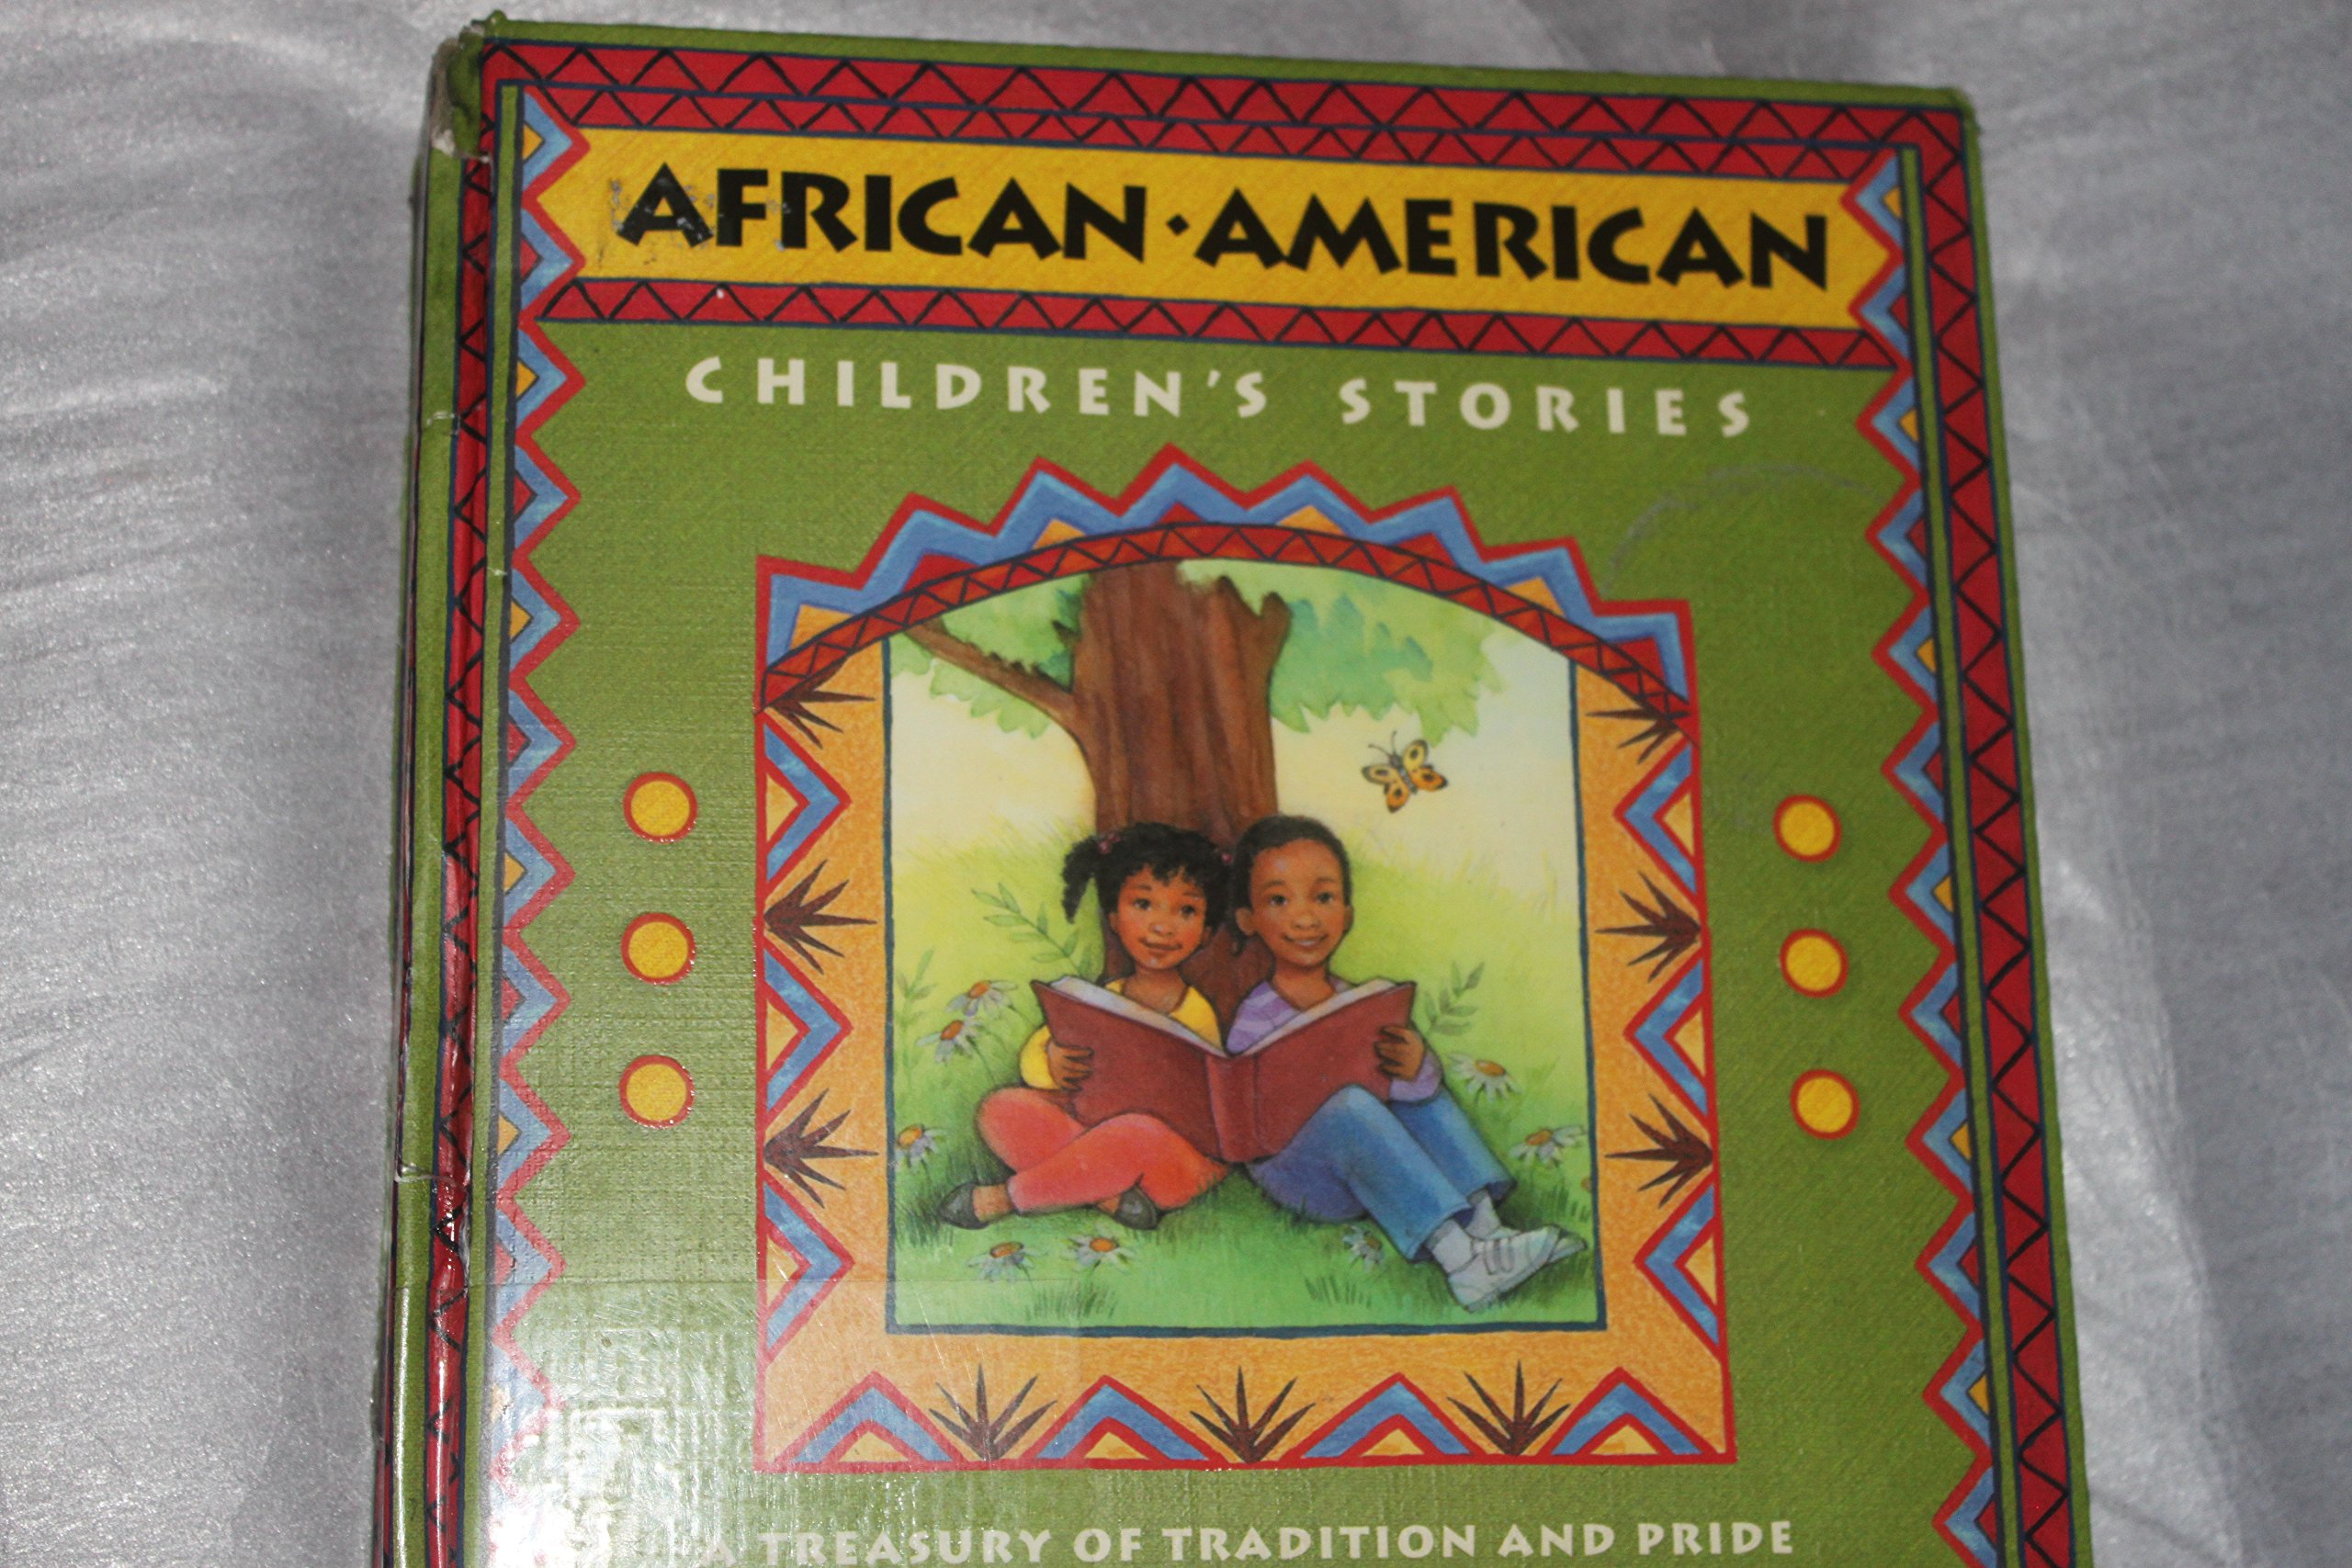 AFRICAN·AMERICAN
CHILDREN'S STORIES
A TREASURY OF TRADITION AND PRIDE